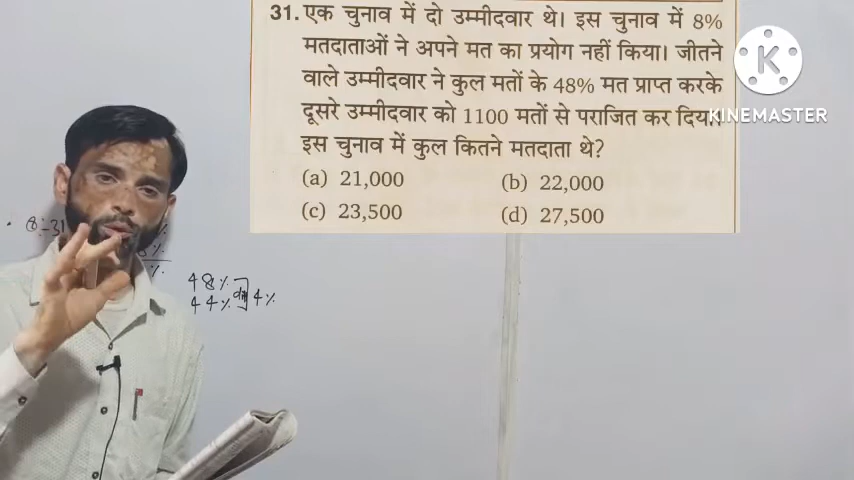 31. एक चुनाव में दो उम्मीदवार थे। इस चुनाव में 8%
मतदाताओं ने अपने मत का प्रयोग नहीं किया। जीतने
वाले उम्मीदवार ने कुल मतों के 48% मत प्राप्त करके
दूसरे उम्मीदवार को 1100 मतों से पराजित कर दिया।
इस चुनाव में कुल कितने मतदाता थे?
(a) 21,000 (b) 22,000
(c) 23,500 (d) 27,500
KINEMASTER
48%
44% 4%